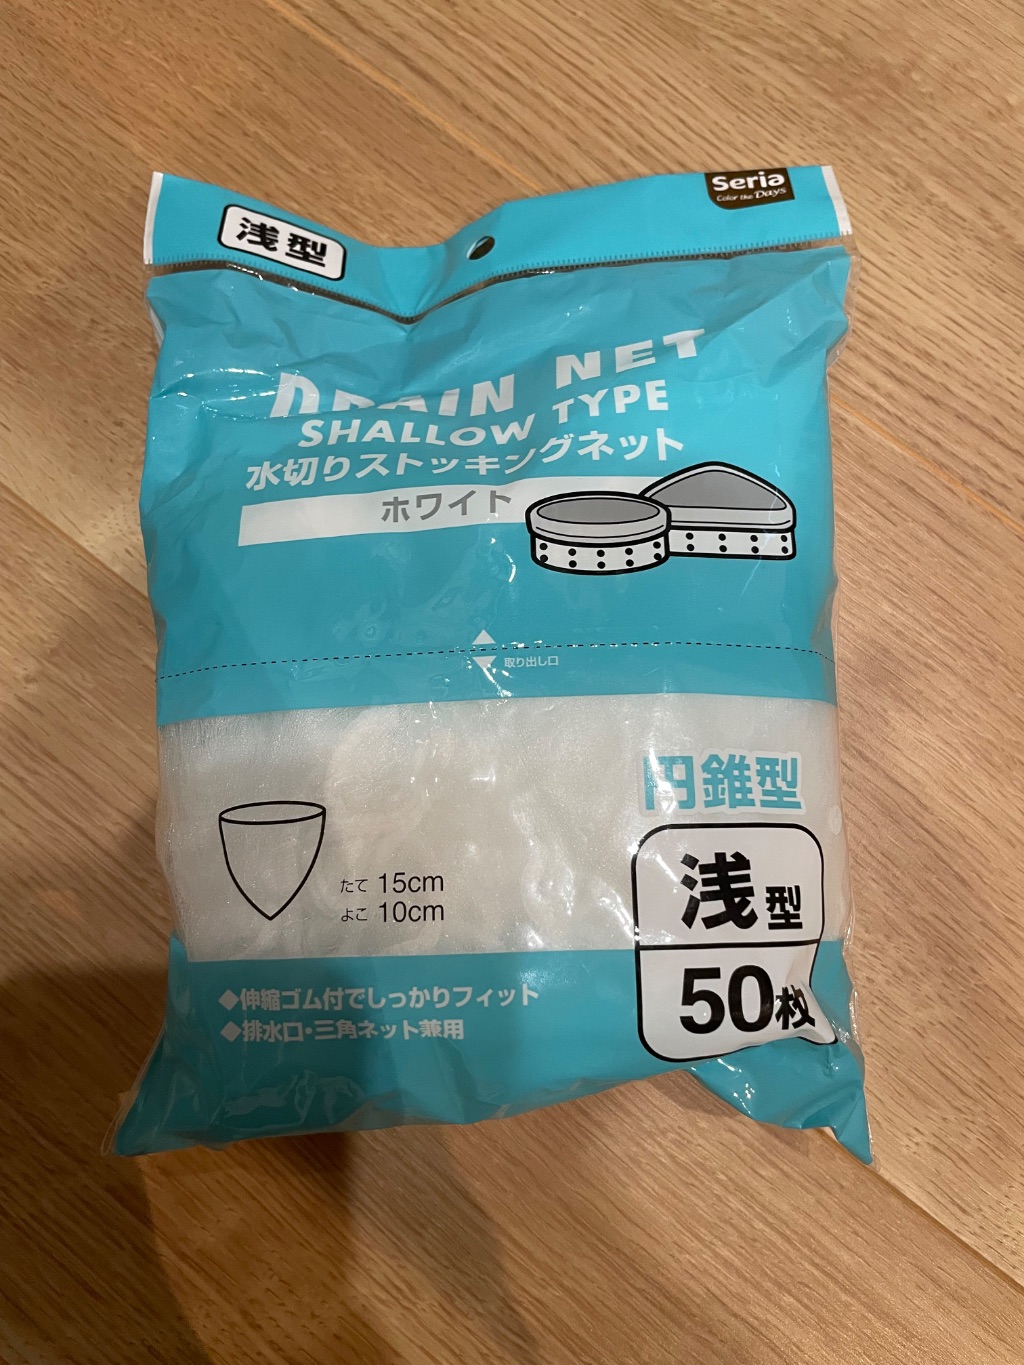 浅型
Seria
Color the Days
DRAIN NET
SHALLOW TYPE
水切りストッキングネット
ホワイト
取り出し口
円錐型
浅型
50枚
たて 15cm
よこ 10cm
◆伸縮ゴム付でしっかりフィット
◆排水口・三角ネット兼用